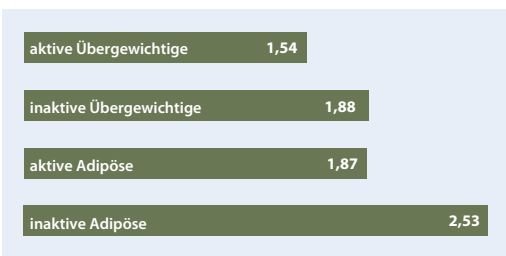 aktive Übergewichtige 1,54
inaktive Übergewichtige 1,88
aktive Adipöse 1,87
inaktive Adipöse 2,53